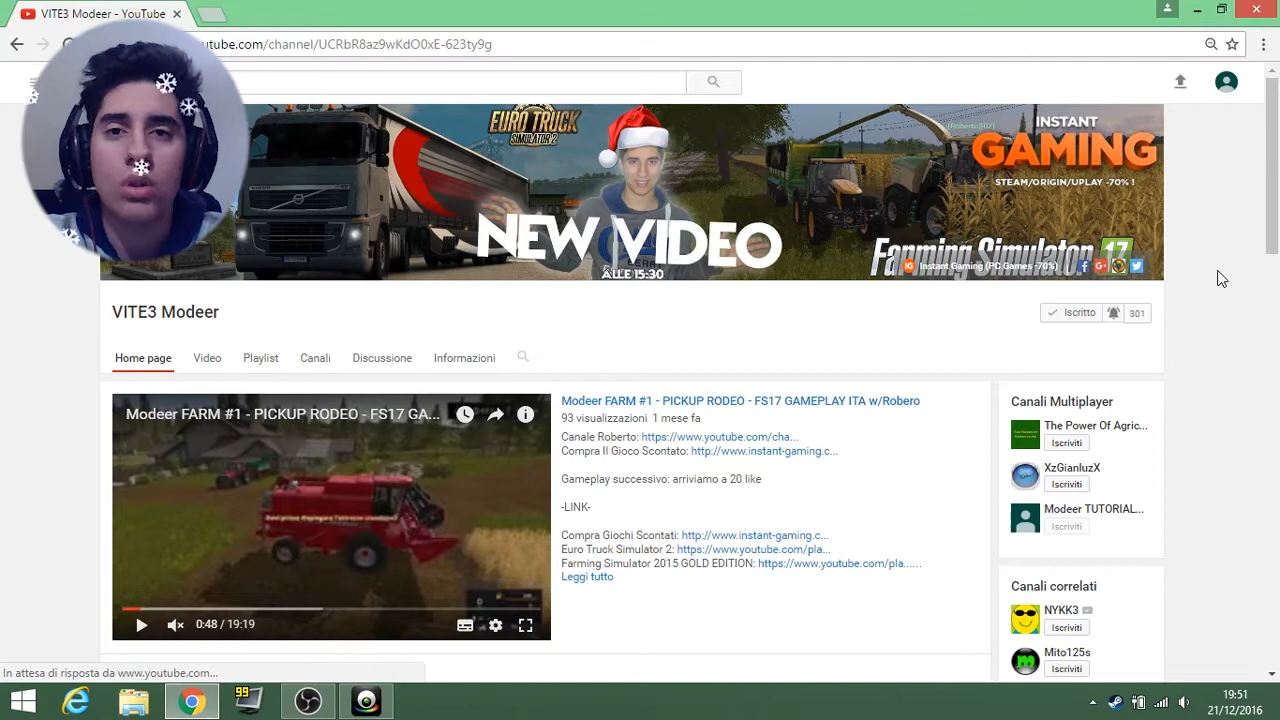 VITE3 Modeer - YouTube
utube.com/channel/UCRbR8az9wKdO0xE-623ty9g
EURO TRUCK
SIMULATOR 2
VOLVO
NEW VIDEO
ALLE 15:30
[Roberto][02]
INSTANT
GAMING
STEAM/ORIGIN/UPLAY -70% !
Farming Simulator 17
IG Instant Gaming (PC Games -70%)
VITE3 Modeer
Iscritto 301
Home page Video Playlist Canali Discussione Informazioni
Modeer FARM #1 - PICKUP RODEO - FS17 GA...
0:48 / 19:19
Modeer FARM #1 - PICKUP RODEO - FS17 GAMEPLAY ITA w/Robero
93 visualizzazioni 1 mese fa
Canale Roberto: https://www.youtube.com/cha...
Compra Il Gioco Scontato: http://www.instant-gaming.c...
Gameplay successivo: arriviamo a 20 like
-LINK-
Compra Giochi Scontati: http://www.instant-gaming.c...
Euro Truck Simulator 2: https://www.youtube.com/pla...
Farming Simulator 2015 GOLD EDITION: https://www.youtube.com/pla......
Leggi tutto
Canali Multiplayer
The Power Of Agric...
Iscriviti
XzGianluzX
Iscriviti
Modeer TUTORIAL...
Iscriviti
Canali correlati
NYKK3
Iscriviti
Mito125s
Iscriviti
In attesa di risposta da www.youtube.com...
99
19:51
21/12/2016